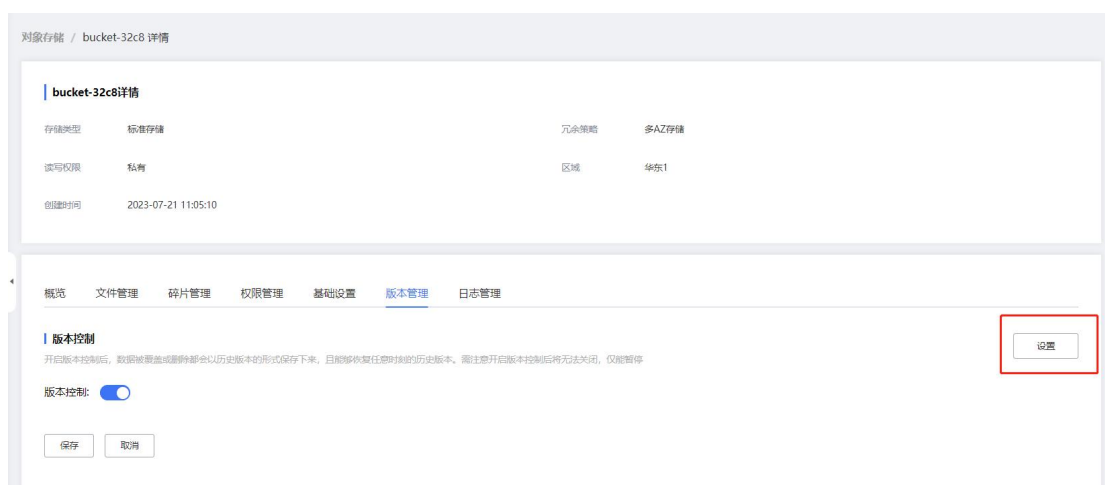 对象存储 / bucket-32c8 详情
bucket-32c8详情
存储类型 标准存储 冗余策略 多AZ存储
读写权限 私有 区域 华东1
创建时间 2023-07-21 11:05:10
概览 文件管理 碎片管理 权限管理 基础设置 版本管理 日志管理
版本控制
设置
开启版本控制后，数据被覆盖或删除都会以历史版本的形式保存下来，且能够恢复任意时刻的历史版本。需注意开启版本控制后将无法关闭，仅能暂停
版本控制:
保存 取消